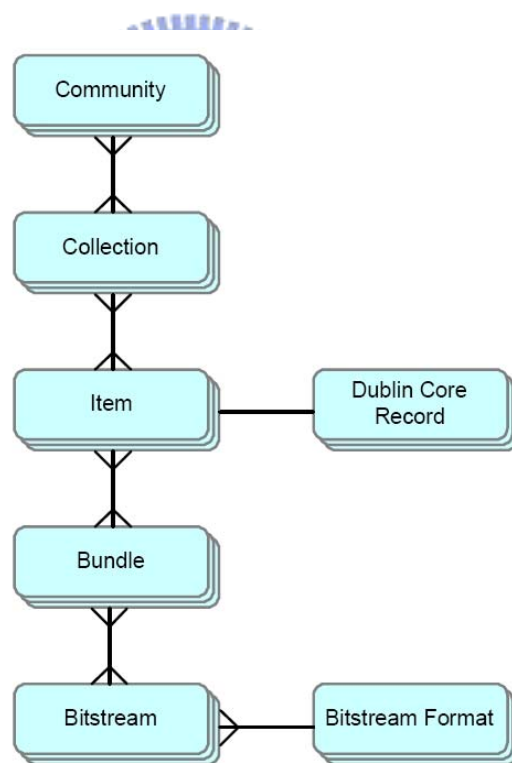 Community
Collection
Item
Dublin Core
Record
Bundle
Bitstream
Bitstream Format